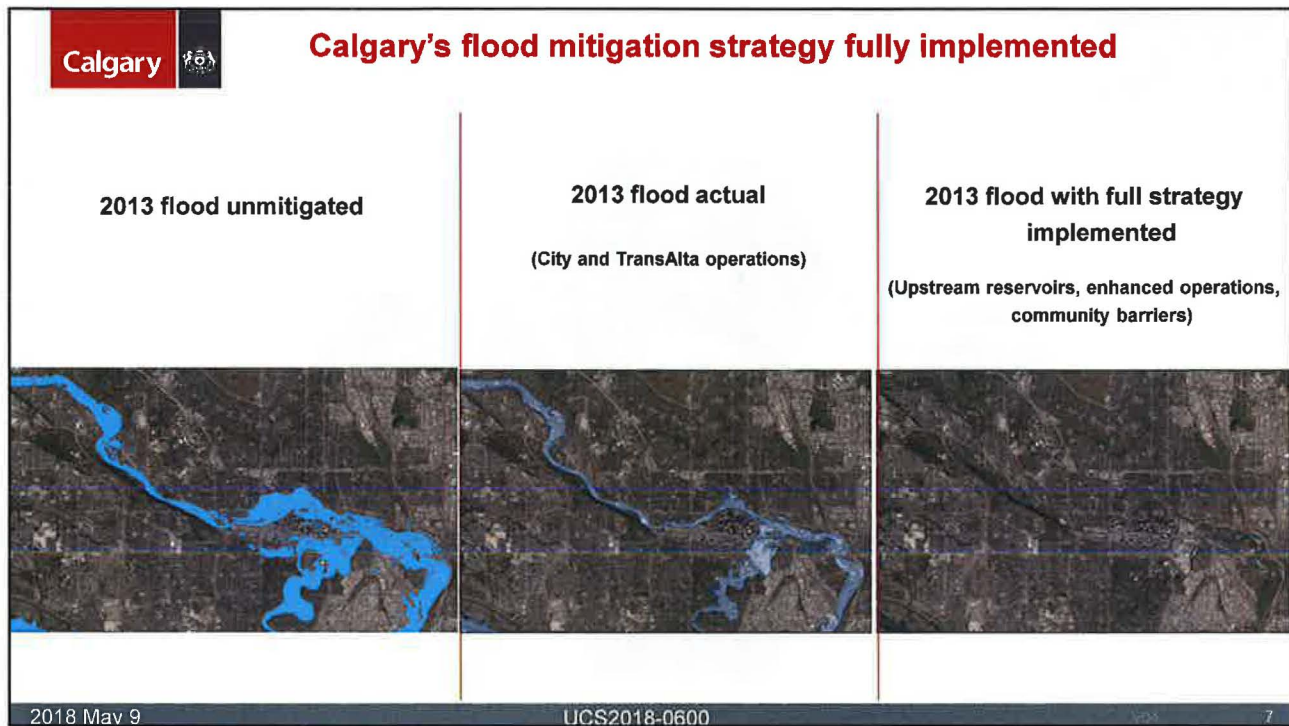 Calgary
Calgary's flood mitigation strategy fully implemented
2013 flood unmitigated
2013 flood actual
(City and TransAlta operations)
2013 flood with full strategy
implemented
(Upstream reservoirs, enhanced operations,
community barriers)
2018 May 9
UCS2018-0600
7